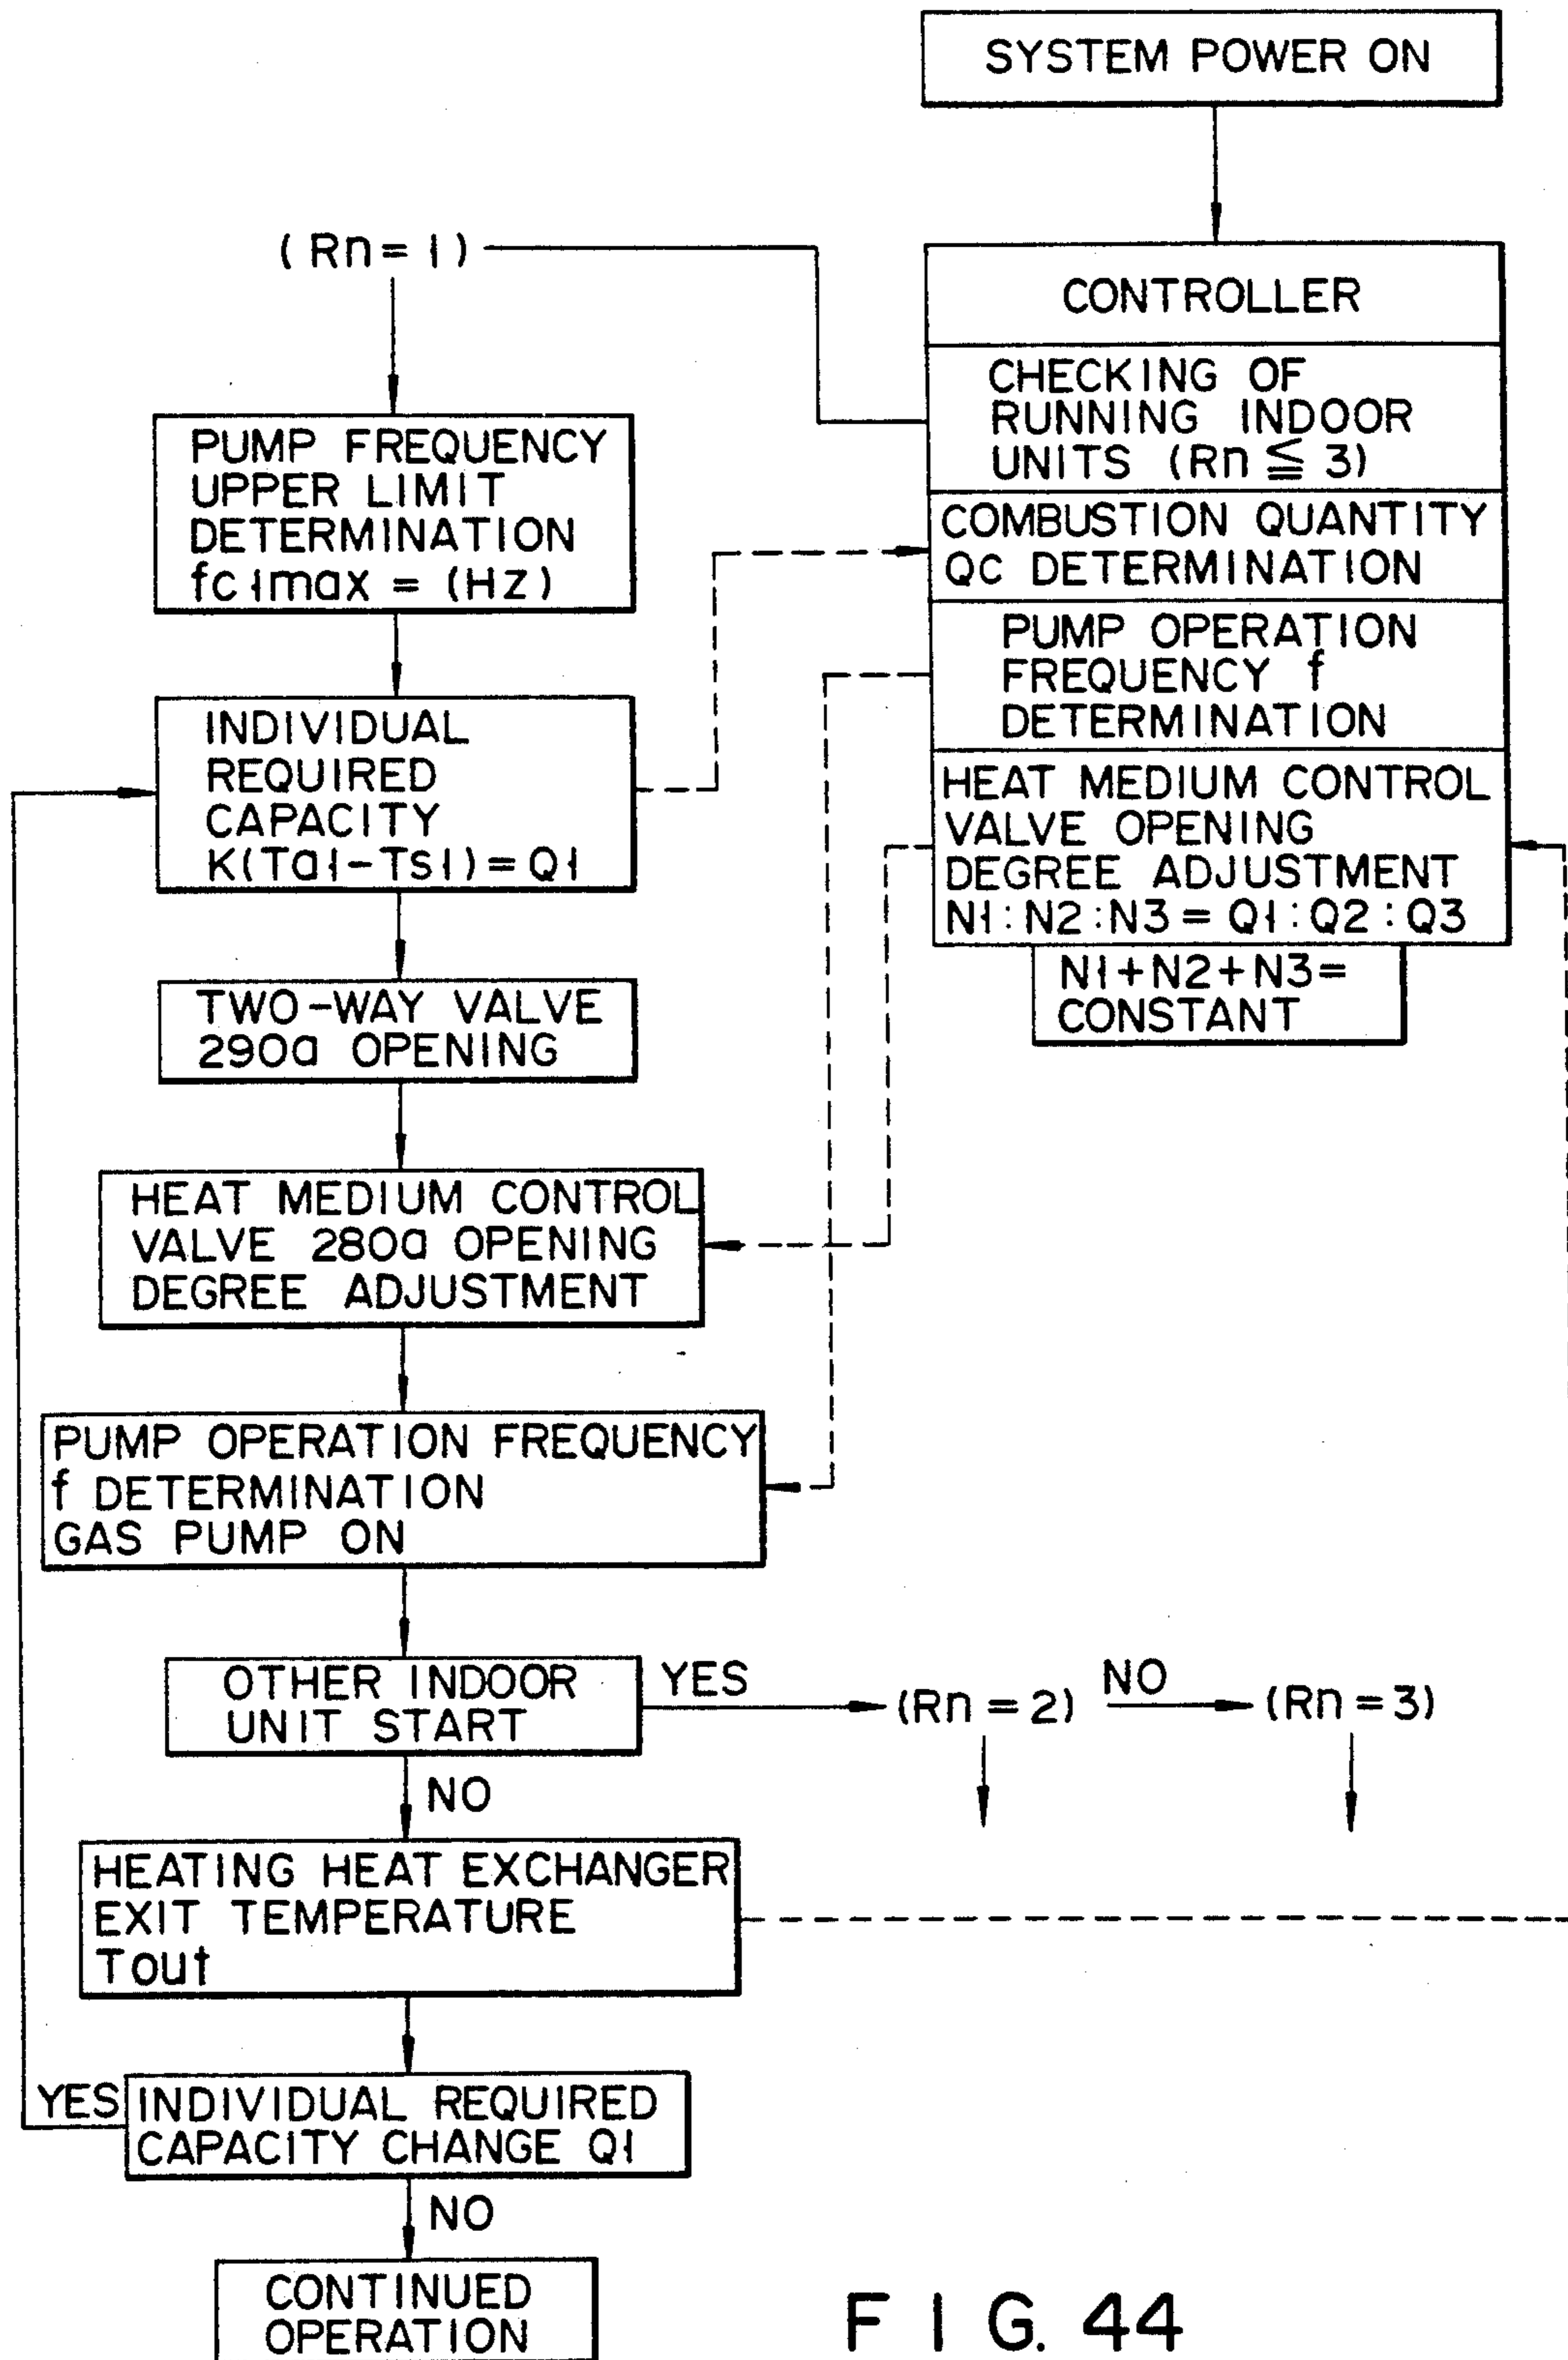 SYSTEM POWER ON
(Rn = 1)
CONTROLLER
CHECKING OF
RUNNING INDOOR
UNITS (Rn ≦ 3)
COMBUSTION QUANTITY
QC DETERMINATION
PUMP OPERATION
FREQUENCY f
DETERMINATION
HEAT MEDIUM CONTROL
VALVE OPENING
DEGREE ADJUSTMENT
N1:N2:N3 = Q1:Q2:Q3
N1+N2+N3=
CONSTANT
PUMP FREQUENCY
UPPER LIMIT
DETERMINATION
fc1max = (Hz)
INDIVIDUAL
REQUIRED
CAPACITY
K(Ta1-Ts1)=Q1
TWO-WAY VALVE
290a OPENING
HEAT MEDIUM CONTROL
VALVE 280a OPENING
DEGREE ADJUSTMENT
PUMP OPERATION FREQUENCY
f DETERMINATION
GAS PUMP ON
OTHER INDOOR
UNIT START
YES
(Rn = 2)
NO
(Rn = 3)
NO
HEATING HEAT EXCHANGER
EXIT TEMPERATURE
Tout
YES
INDIVIDUAL REQUIRED
CAPACITY CHANGE Q1
NO
CONTINUED
OPERATION
FIG. 44